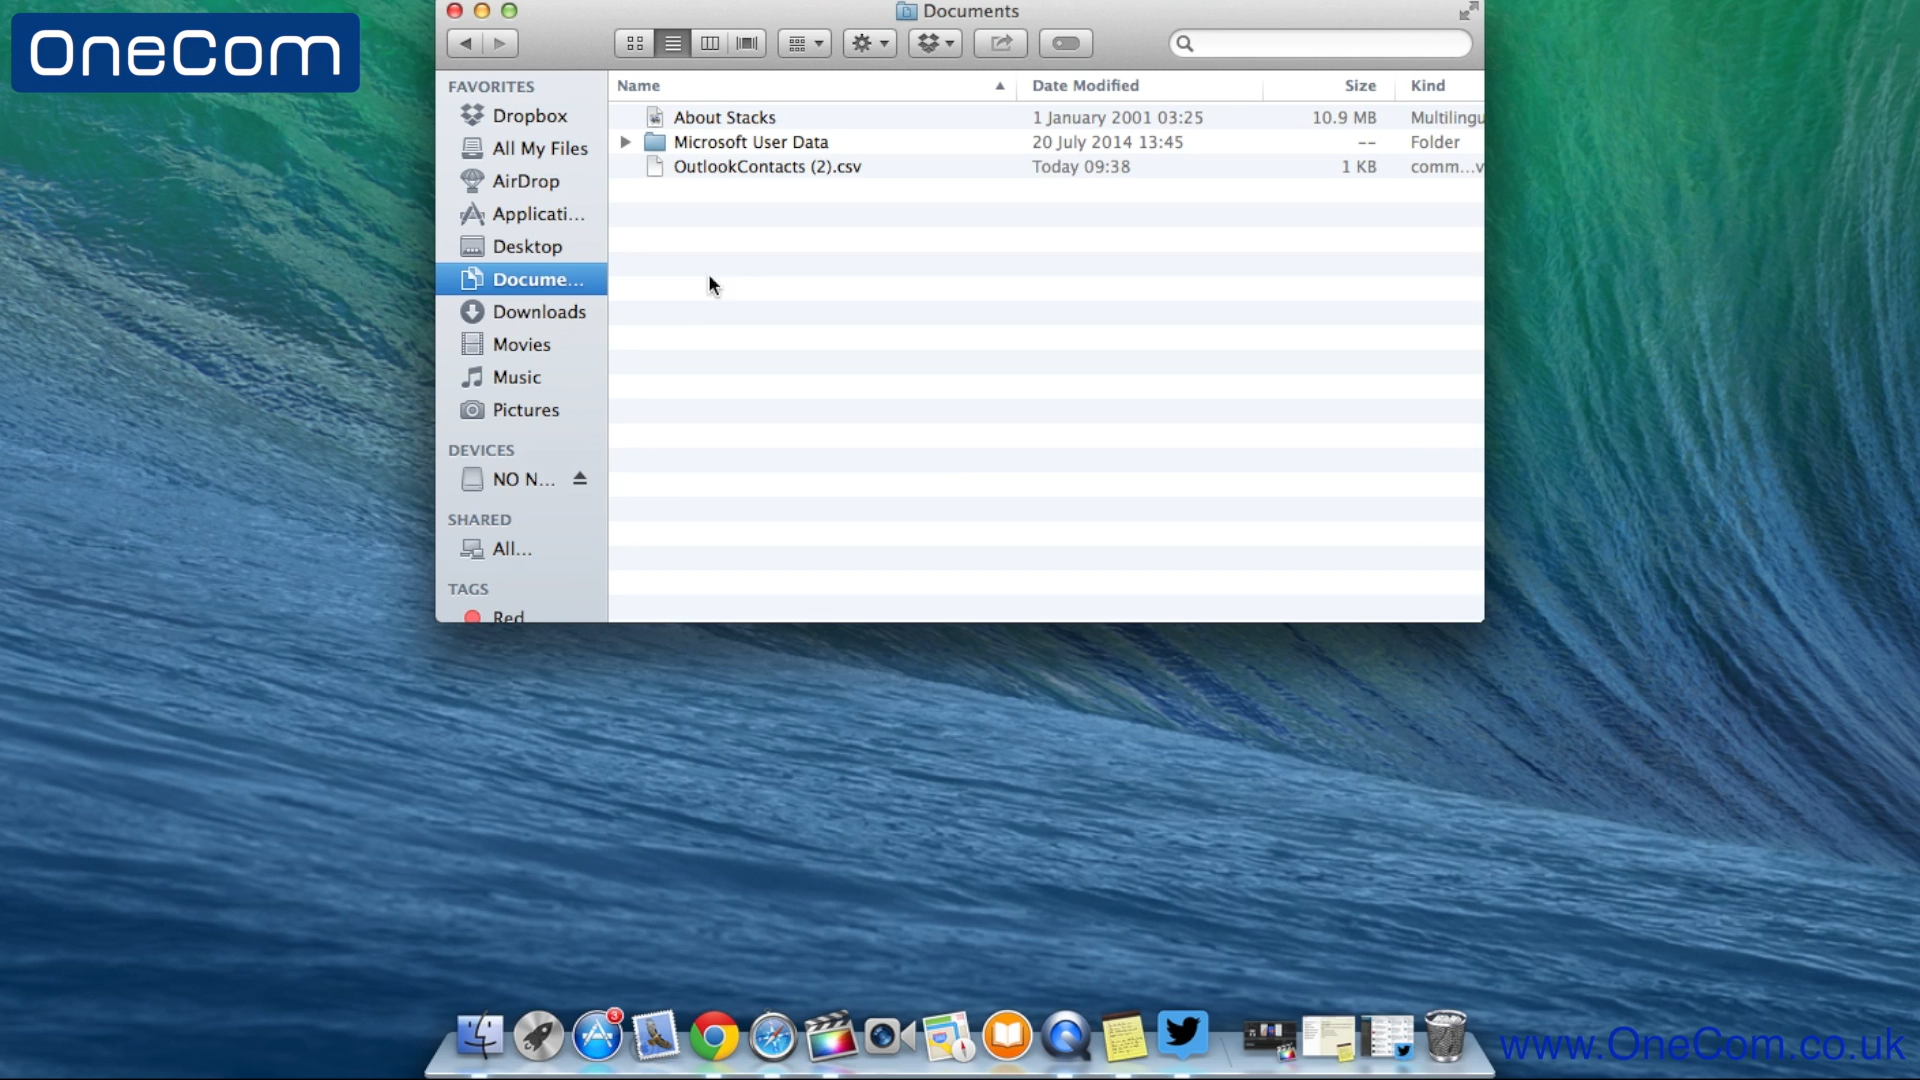 OneCom
Documents
FAVORITES
Dropbox
All My Files
AirDrop
Applicati...
Desktop
Docume...
Downloads
Movies
Music
Pictures
DEVICES
NO N...
SHARED
All...
TAGS
Red
Name Date Modified Size Kind
About Stacks 1 January 2001 03:25 10.9 MB Multilingu
Microsoft User Data 20 July 2014 13:45 -- Folder
OutlookContacts (2).csv Today 09:38 1 KB comm...v
3
www.OneCom.co.uk